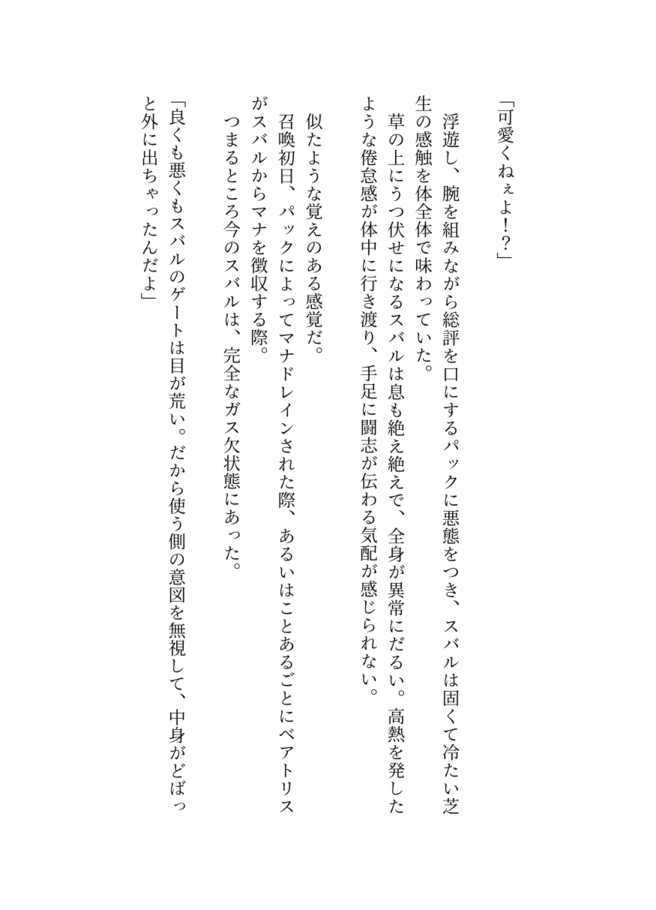 「可愛くねぇよ！？」
浮遊し、腕を組みながら総評を口にするパックに悪態をつき、スバルは固くて冷たい芝
生の感触を体全体で味わっていた。
草の上にうつ伏せになるスバルは息も絶え絶えで、全身が異常にだるい。高熱を発した
ような倦怠感が体中に行き渡り、手足に闘志が伝わる気配が感じられない。
似たような覚えのある感覚だ。
召喚初日、パックによってマナドレインされた際、あるいはことあるごとにベアトリス
がスバルからマナを徴収する際。
つまるところ今のスバルは、完全なガス欠状態にあった。
「良くも悪くもスバルのゲートは目が荒い。だから使う側の意図を無視して、中身がどばっ
と外に出ちゃったんだよ」